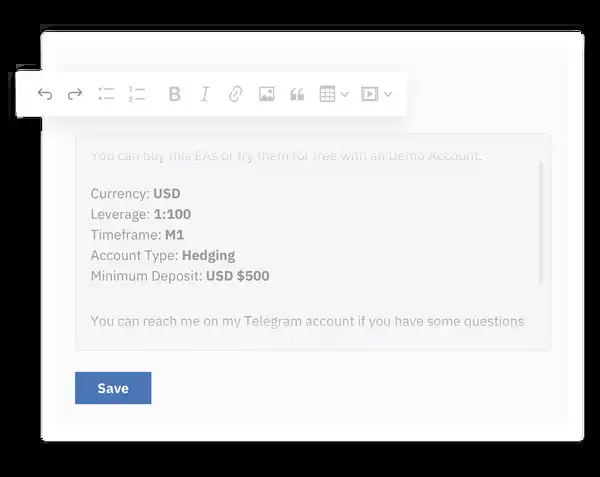 You can buy this EAs or try them for free with an Demo Account.
Currency: USD
Leverage: 1:100
Timeframe: M1
Account Type: Hedging
Minimum Deposit: USD $500
You can reach me on my Telegram account if you have some questions
Save